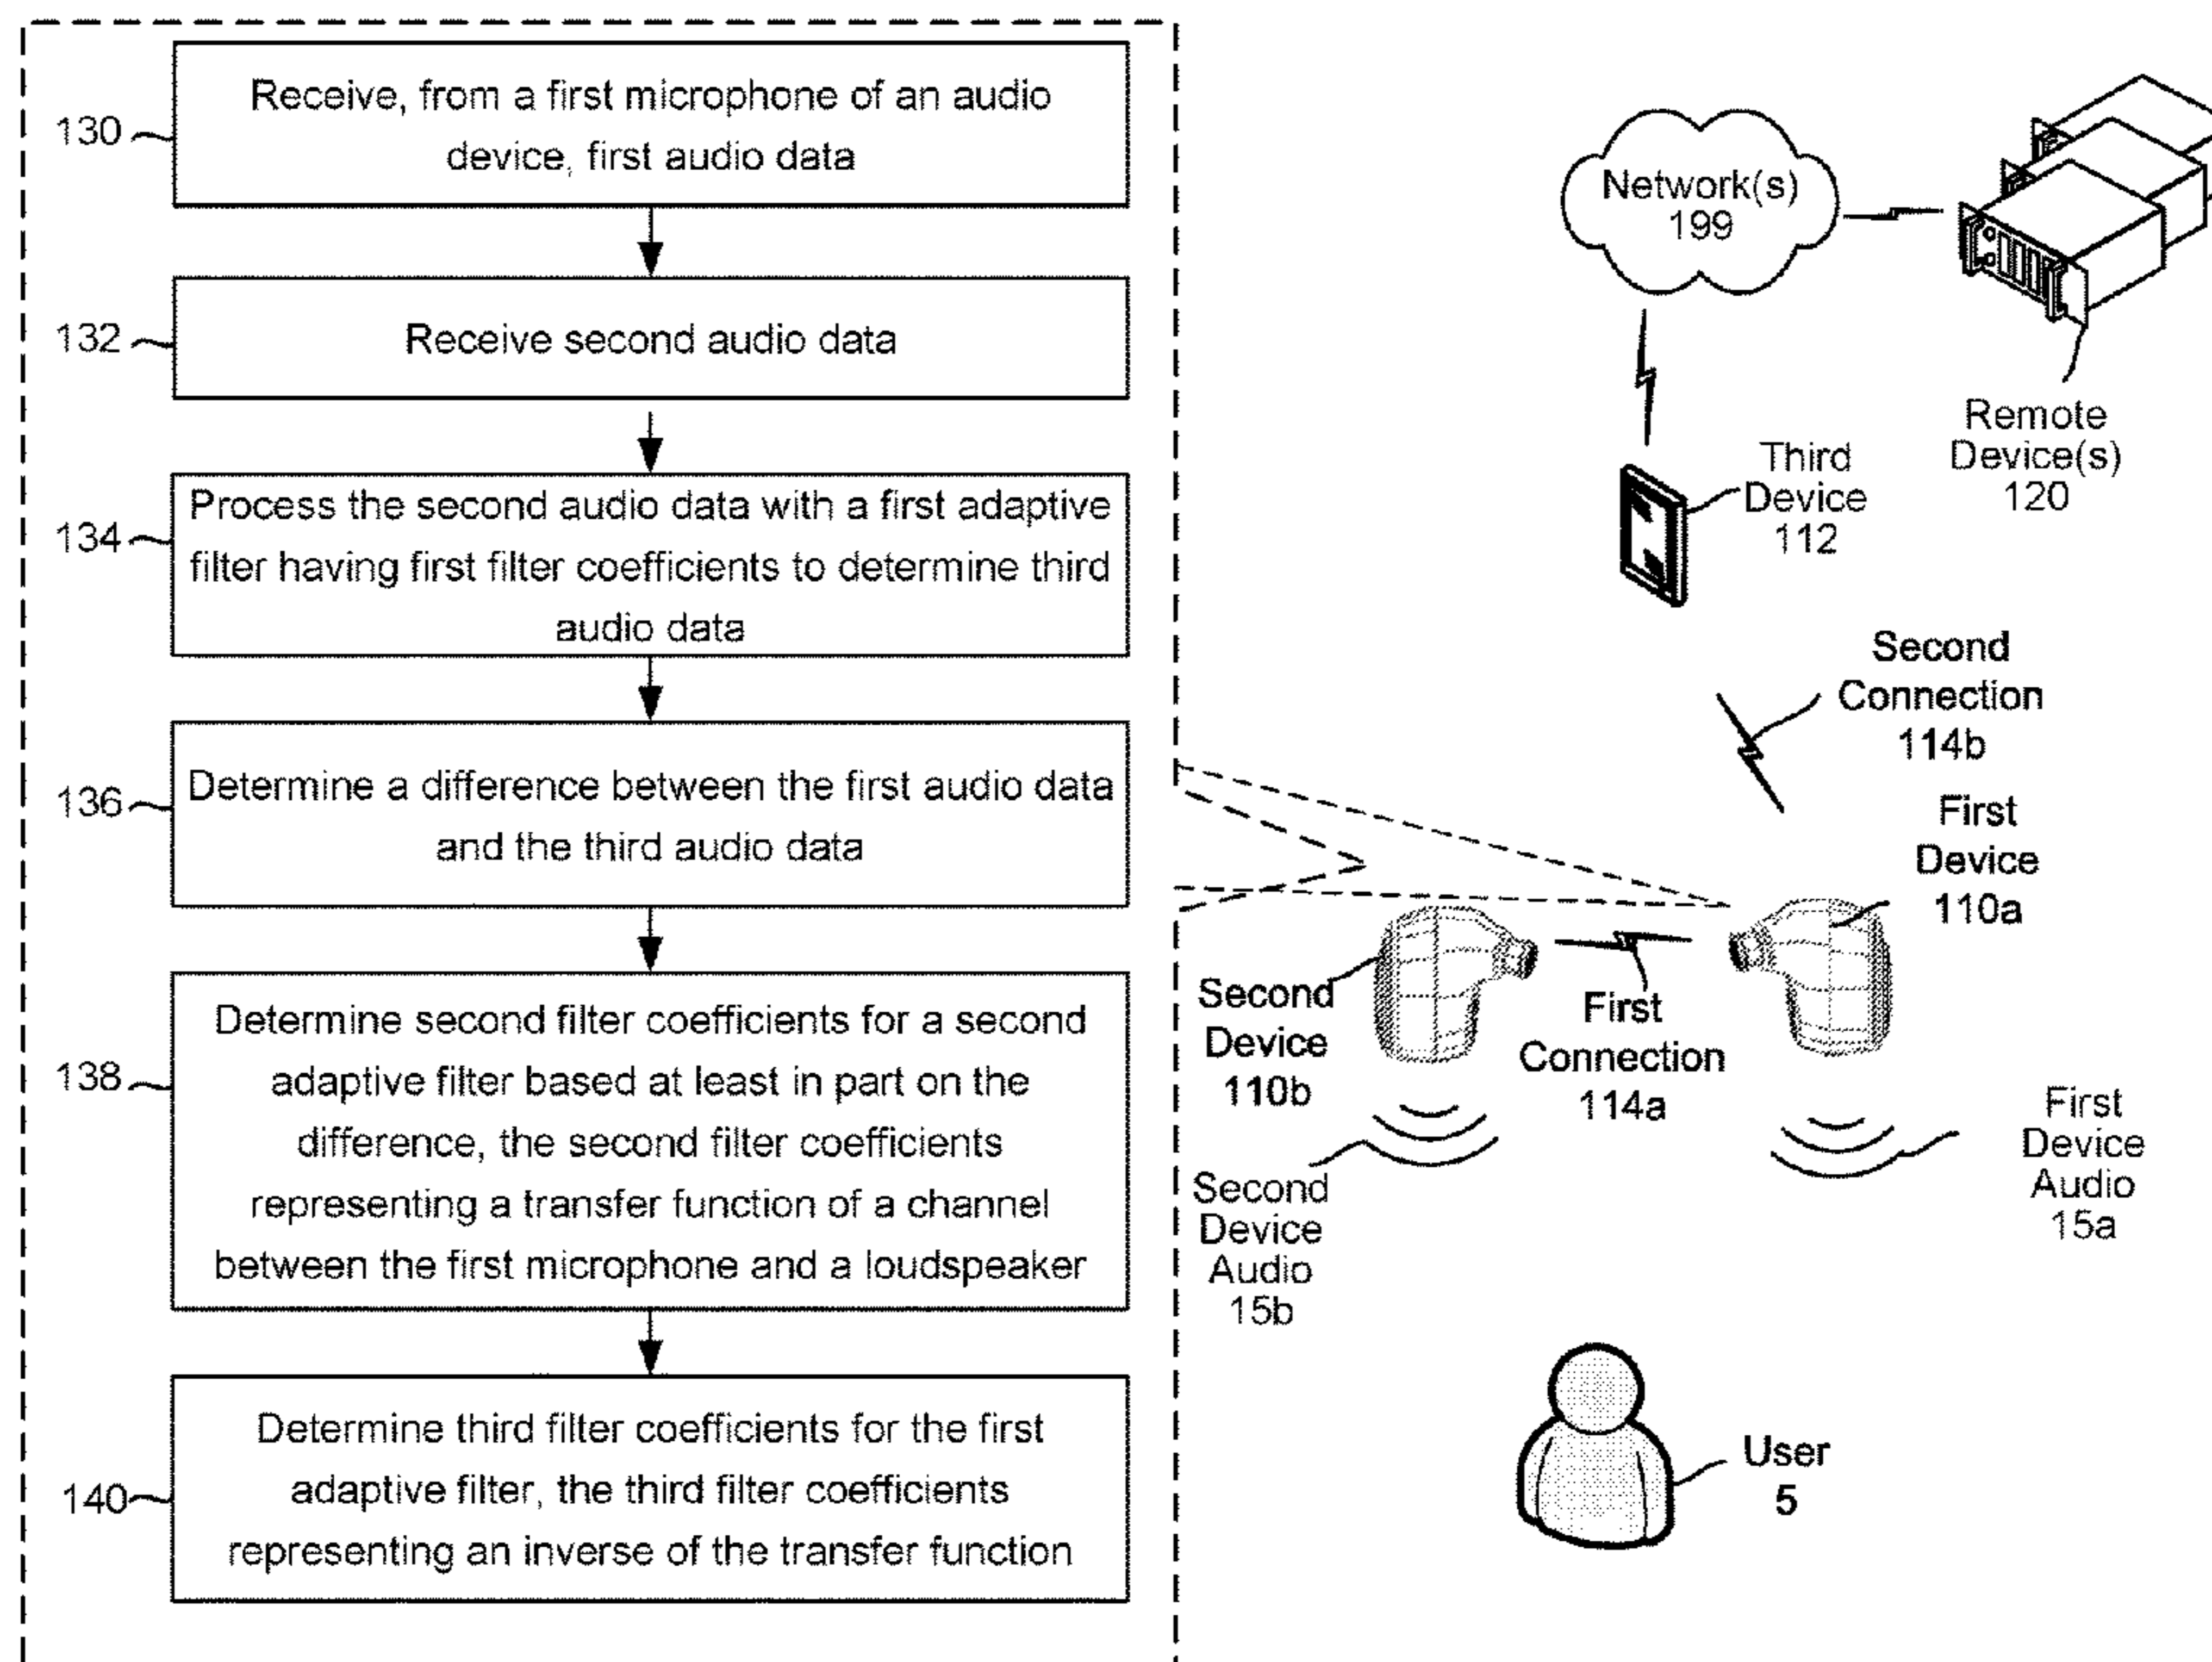 130
Receive, from a first microphone of an audio
device, first audio data
132
Receive second audio data
134
Process the second audio data with a first adaptive
filter having first filter coefficients to determine third
audio data
136
Determine a difference between the first audio data
and the third audio data
138
Determine second filter coefficients for a second
adaptive filter based at least in part on the
difference, the second filter coefficients
representing a transfer function of a channel
between the first microphone and a loudspeaker
140
Determine third filter coefficients for the first
adaptive filter, the third filter coefficients
representing an inverse of the transfer function
Network(s)
199
Remote
Device(s)
120
Third
Device
112
Second
Connection
114b
First
Device
110a
Second
Device
110b
First
Connection
114a
Second
Device
Audio
15b
First
Device
Audio
15a
User
5